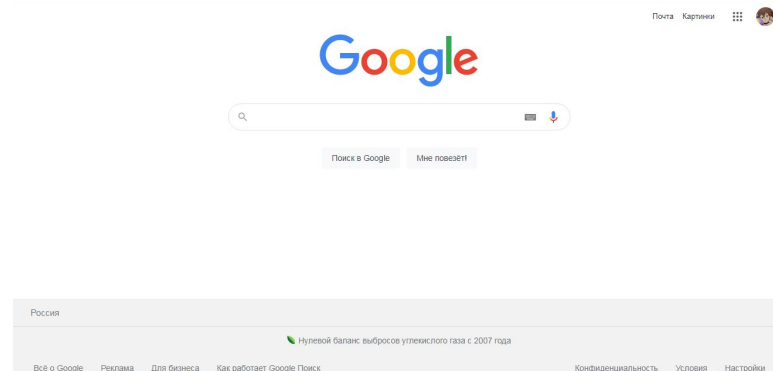 Почта Картинки
Google
Поиск в Google Мне повезёт!
Россия
Нулевой баланс выбросов углекислого газа с 2007 года
Всё о Google Реклама Для бизнеса Как работает Google Поиск Конфиденциальность Условия Настройки